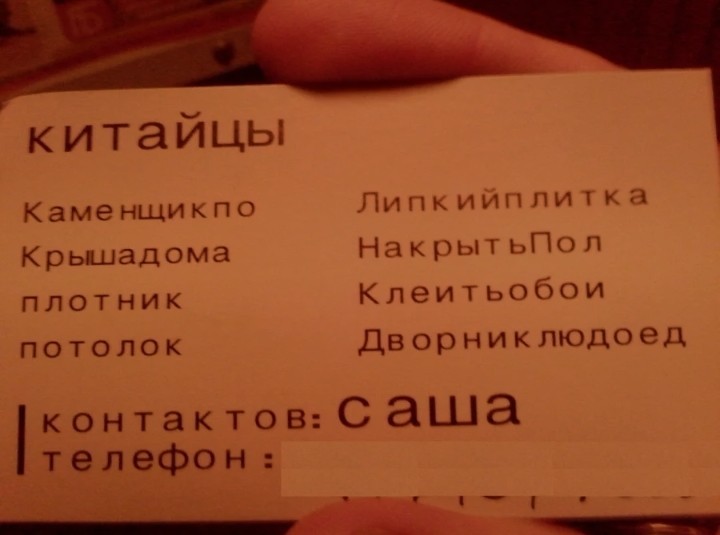 китайцы
Каменщикпо
Крышадома
плотник
потолок
Липкийплитка
НакрытьПол
Клеитьобои
Дворниклюдоед
контактов: саша
телефон: